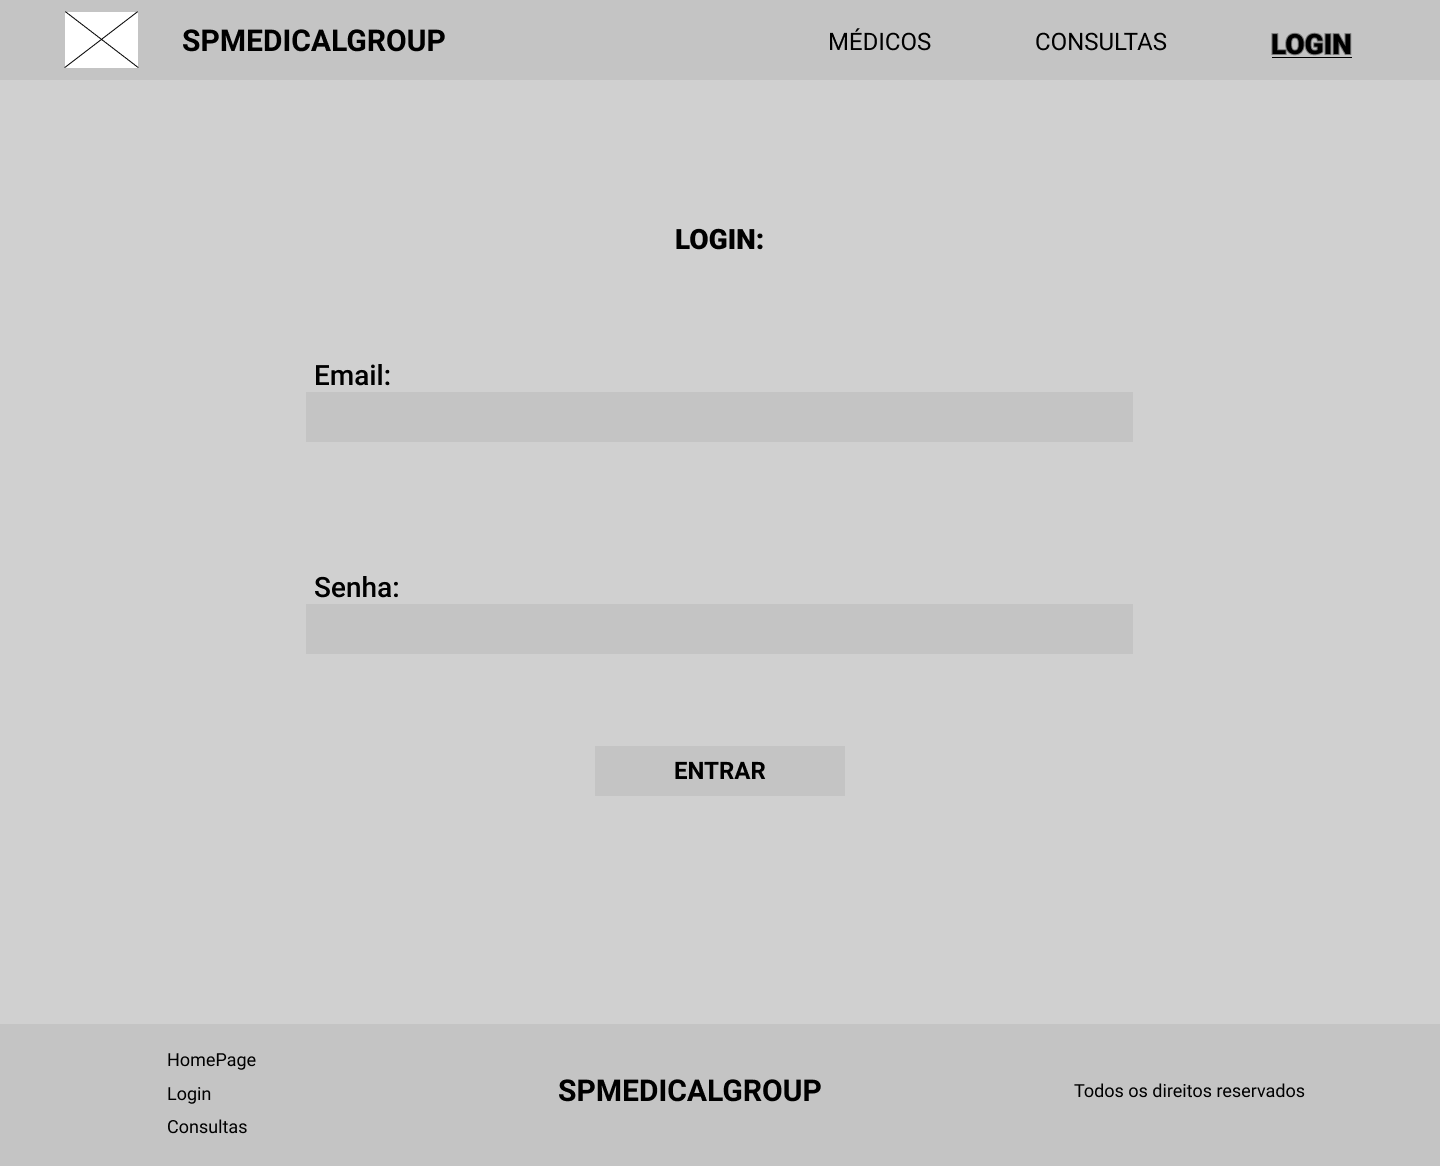 SPMEDICALGROUP
MÉDICOS
CONSULTAS
LOGIN
LOGIN:
Email:
Senha:
ENTRAR
HomePage
Login
Consultas
SPMEDICALGROUP
Todos os direitos reservados